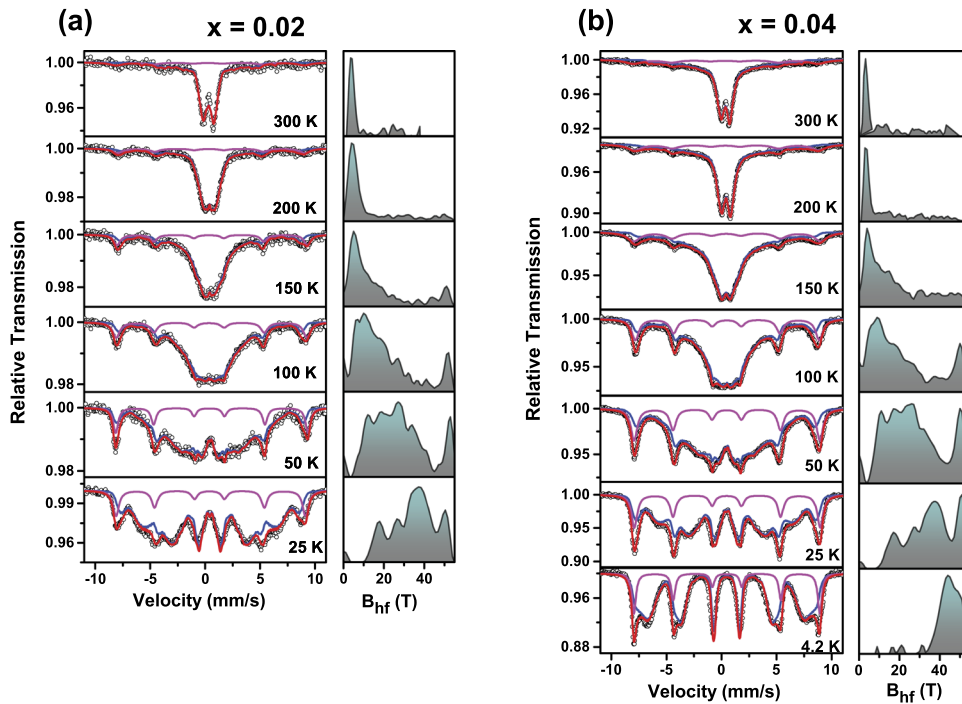 (a)
x = 0.02
1.00
0.96
300 K
1.00
0.97
200 K
1.00
0.98
150 K
1.00
0.98
100 K
1.00
0.98
50 K
0.99
0.96
25 K
-10 -5 0 5 10
0 20 40
Relative Transmission
Velocity (mm/s)
B_hf (T)
(b)
x = 0.04
1.00
0.96
0.92
300 K
0.90
200 K
1.00
0.95
150 K
1.00
0.95
100 K
1.00
0.95
50 K
1.00
0.95
0.90
25 K
0.96
0.88
4.2 K
-10 -5 0 5 10
0 20 40
Relative Transmission
Velocity (mm/s)
B_hf (T)